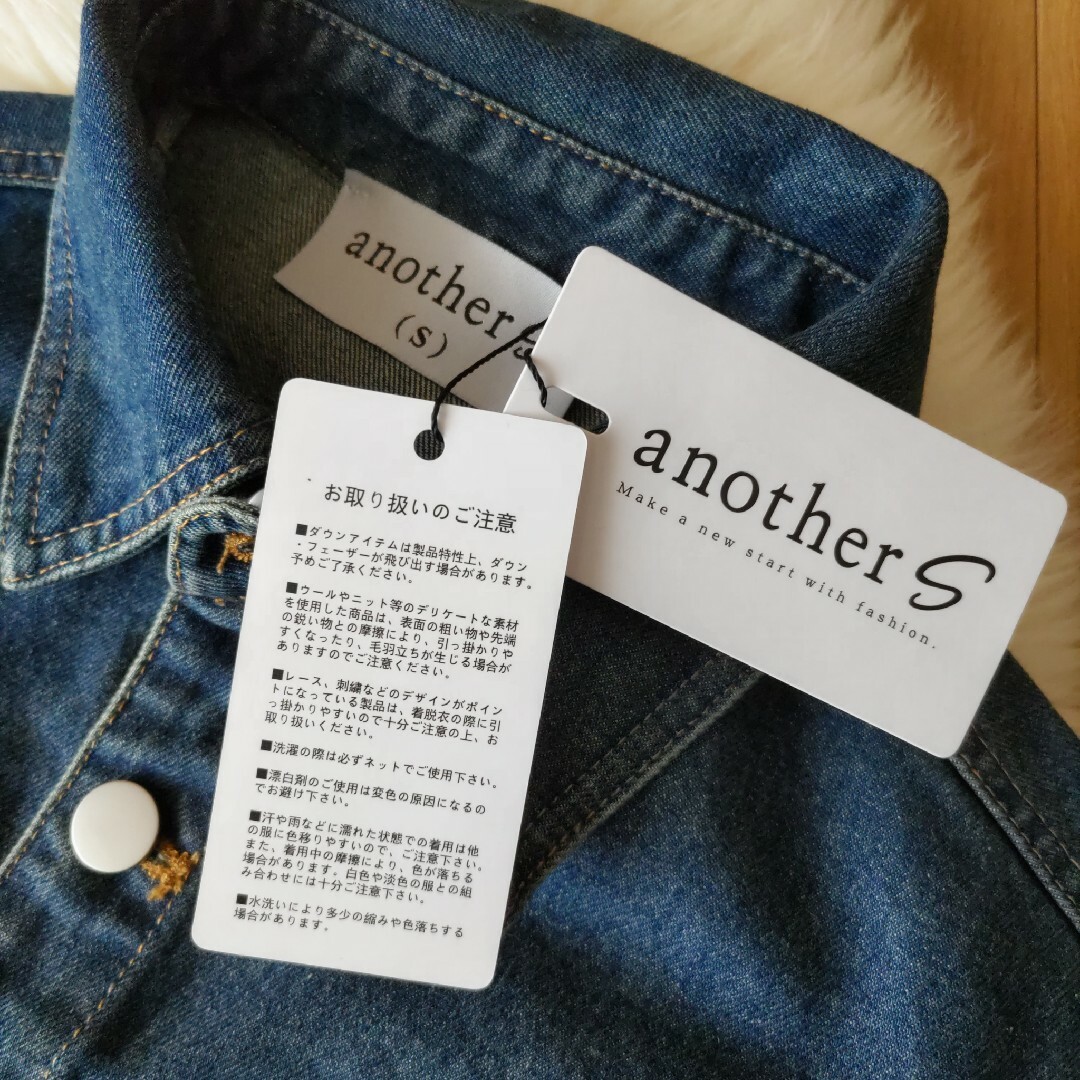 another S
(S)
another S
Make a new start with fashion.
お取り扱いのご注意
■ダウンアイテムは製品特性上、ダウン
・フェーザーが飛び出す場合があります。
予めご了承ください。
■ウールやニット等のデリケートな素材
を使用した商品は、表面の粗い物や先端
の鋭い物との摩擦により、引っ掛かりや
すくなったり、毛羽立ちが生じる場合が
ありますのでご注意ください。
■レース、刺繍などのデザインがポイン
トになっている製品は、着脱衣の際に引
っ掛かりやすいので十分ご注意の上、お
取り扱いください。
■洗濯の際は必ずネットでご使用下さい。
■漂白剤のご使用は変色の原因になるの
でお避け下さい。
■汗や雨などに濡れた状態での着用は他
の服に色移りやすいので、ご注意下さい。
また、着用中の摩擦により、色が落ちる
場合があります。白色や淡色の服との組
み合わせには十分ご注意下さい。
■水洗いにより多少の縮みや色落ちする
場合があります。